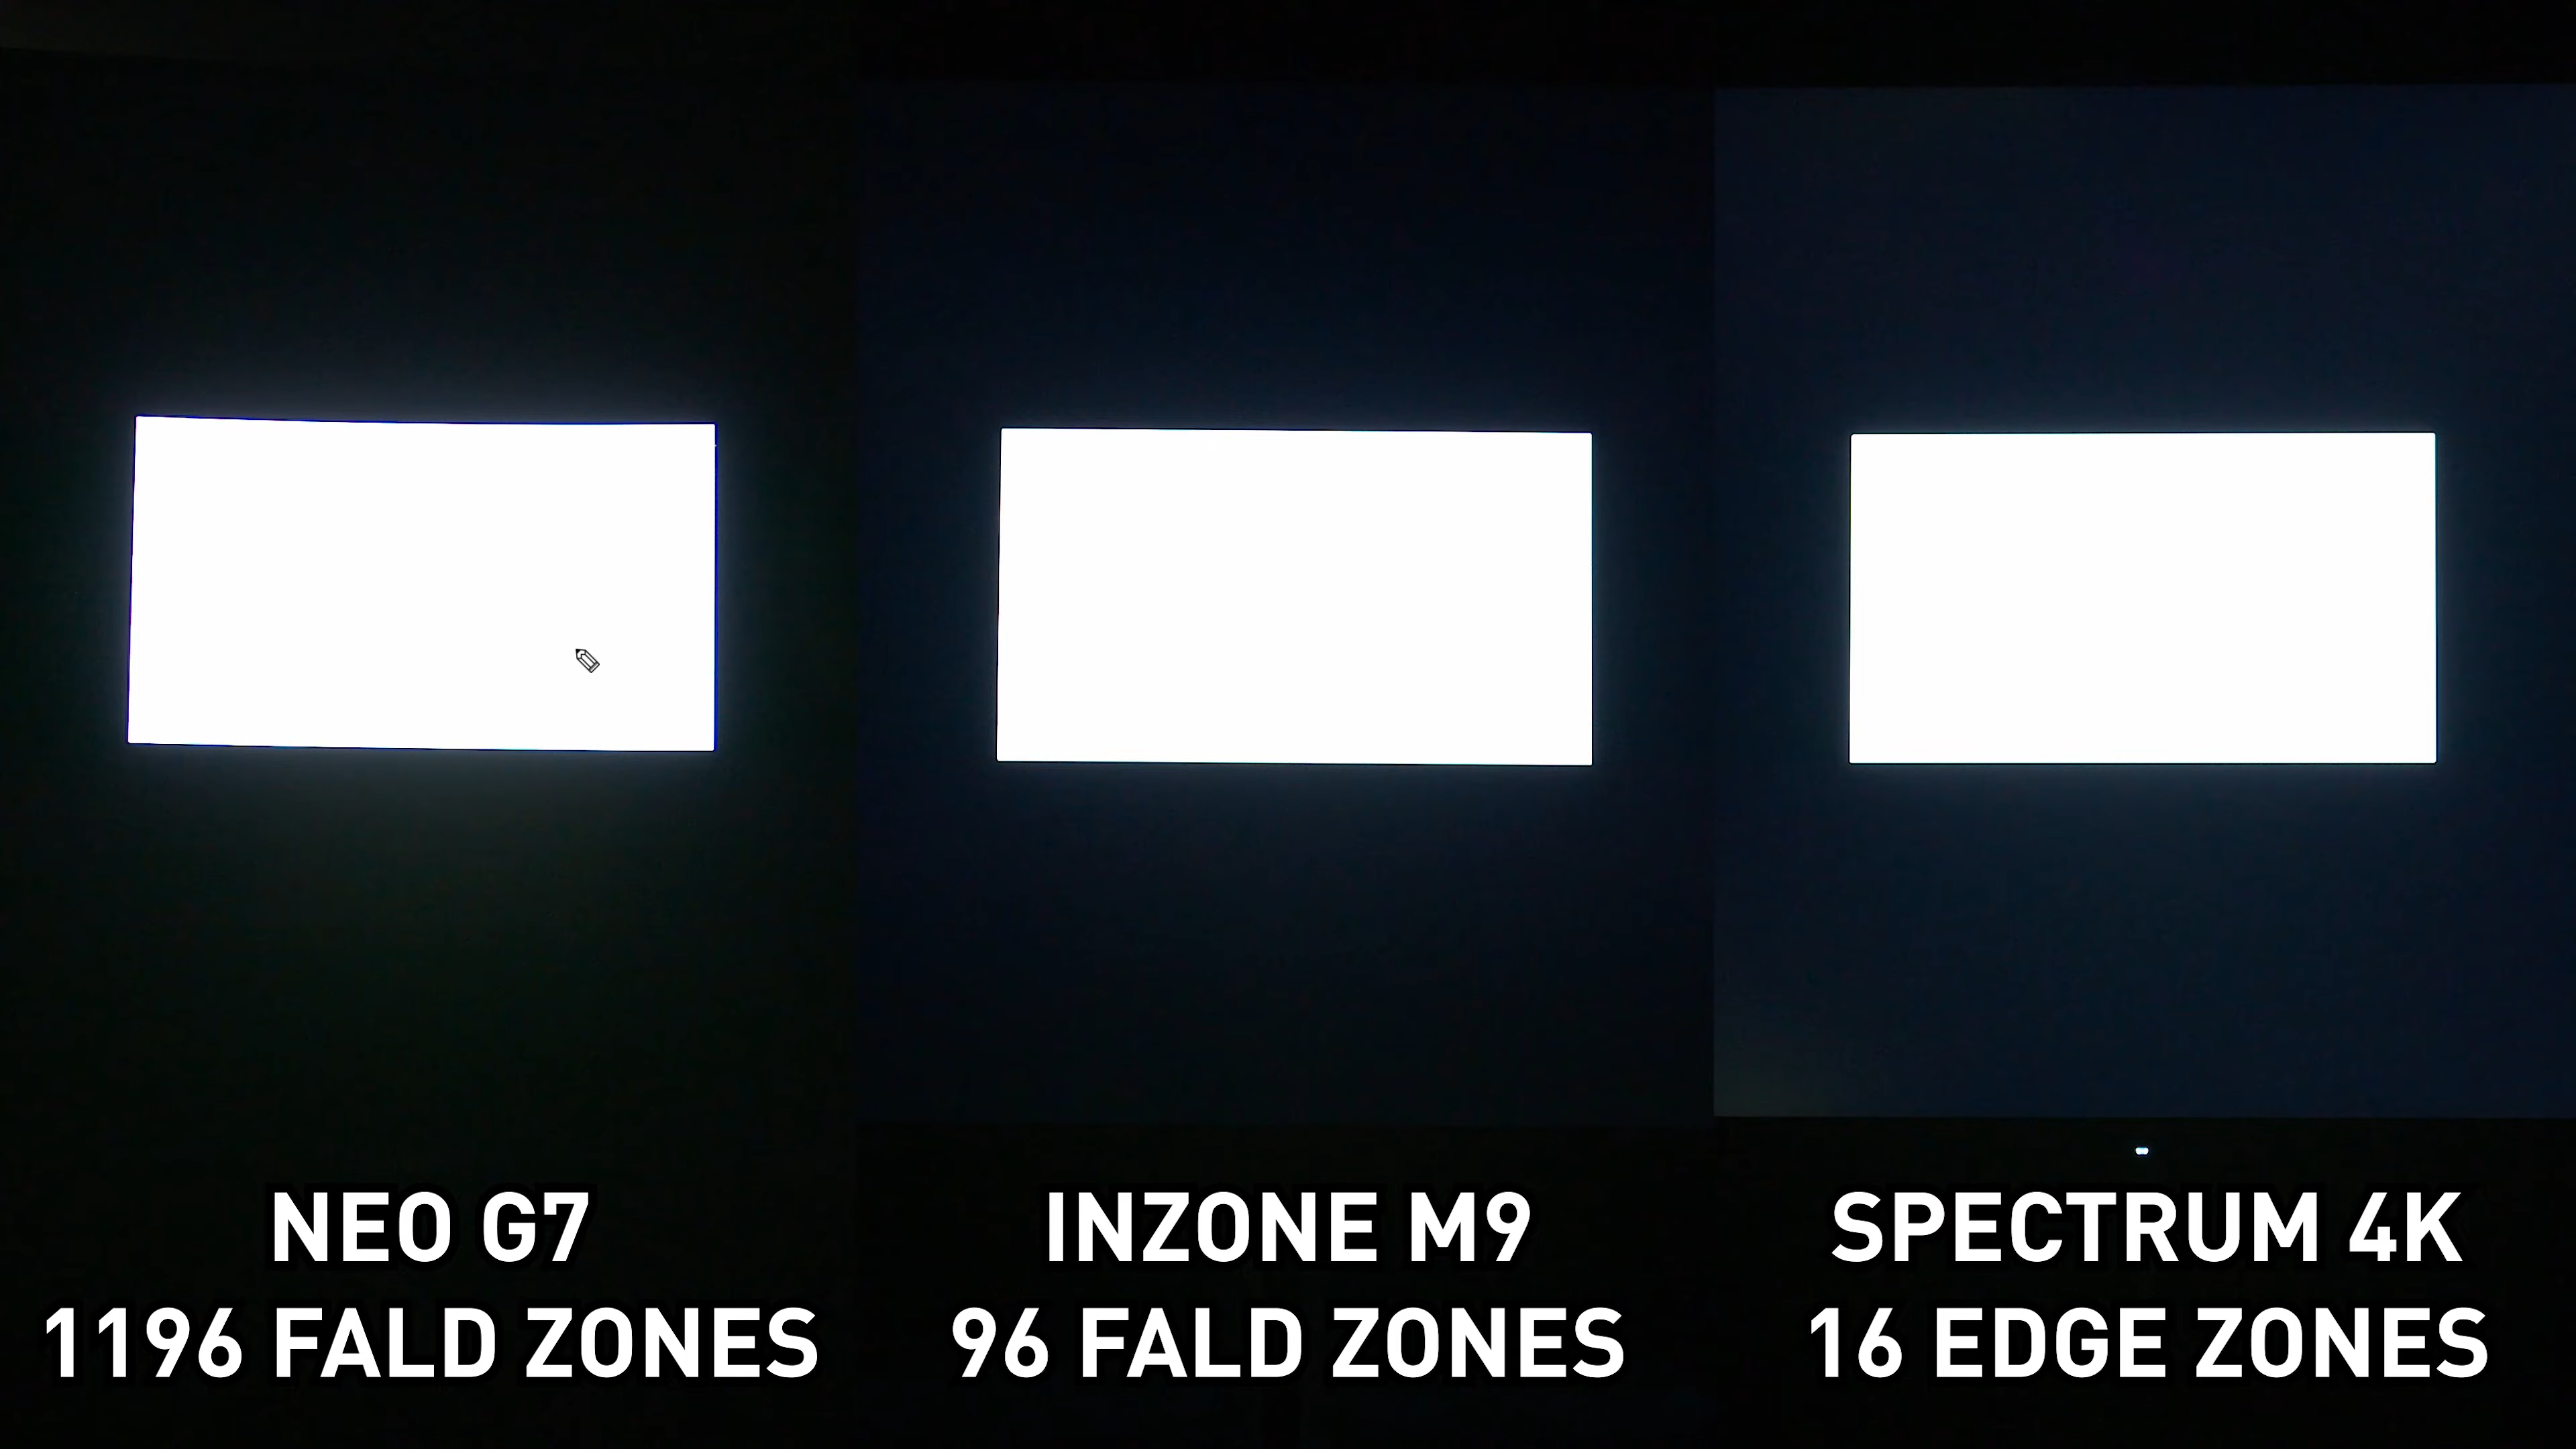 NEO G7
1196 FALD ZONES
INZONE M9
96 FALD ZONES
SPECTRUM 4K
16 EDGE ZONES